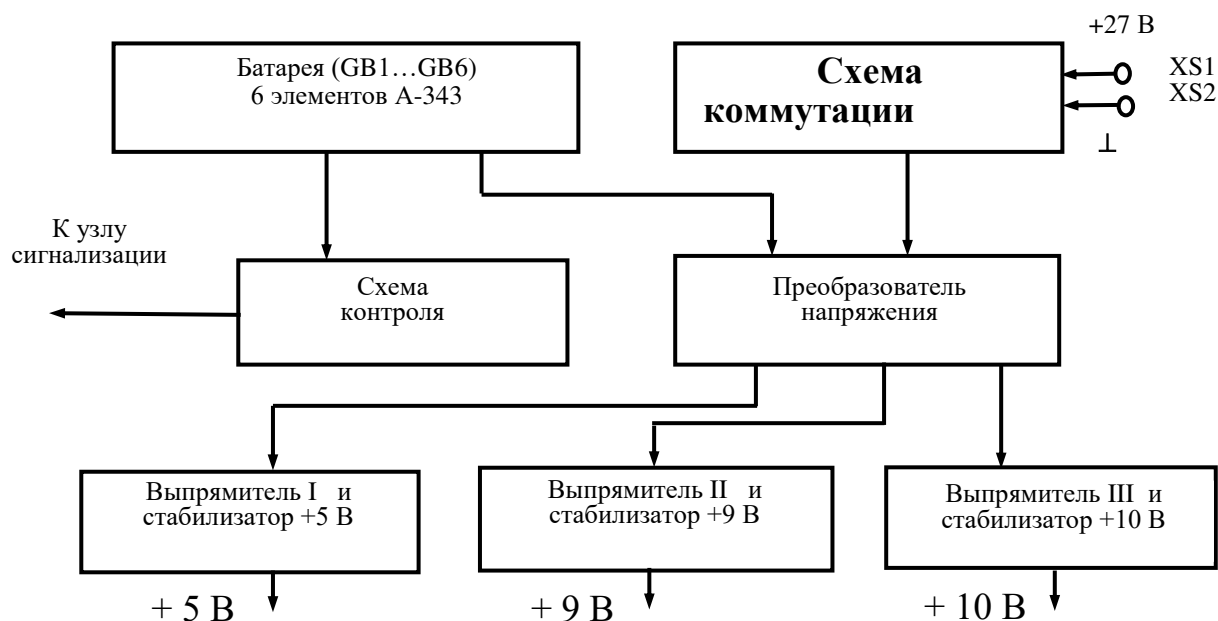 +27 В
Батарея (GB1…GB6)
6 элементов А-343
Схема
коммутации
XS1
XS2
⊥
К узлу
сигнализации
Схема
контроля
Преобразователь
напряжения
Выпрямитель I и
стабилизатор +5 В
Выпрямитель II и
стабилизатор +9 В
Выпрямитель III и
стабилизатор +10 В
+ 5 В
+ 9 В
+ 10 В